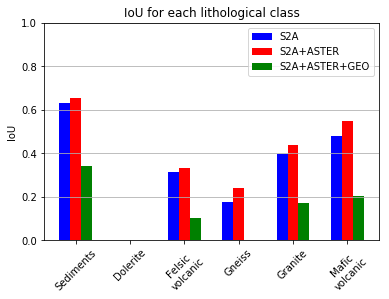 IoU for each lithological class
1.0
0.8
0.6
0.4
0.2
0.0
IoU
S2A
S2A+ASTER
S2A+ASTER+GEO
Sediments
Dolerite
Felsic
volcanic
Gneiss
Granite
Mafic
volcanic